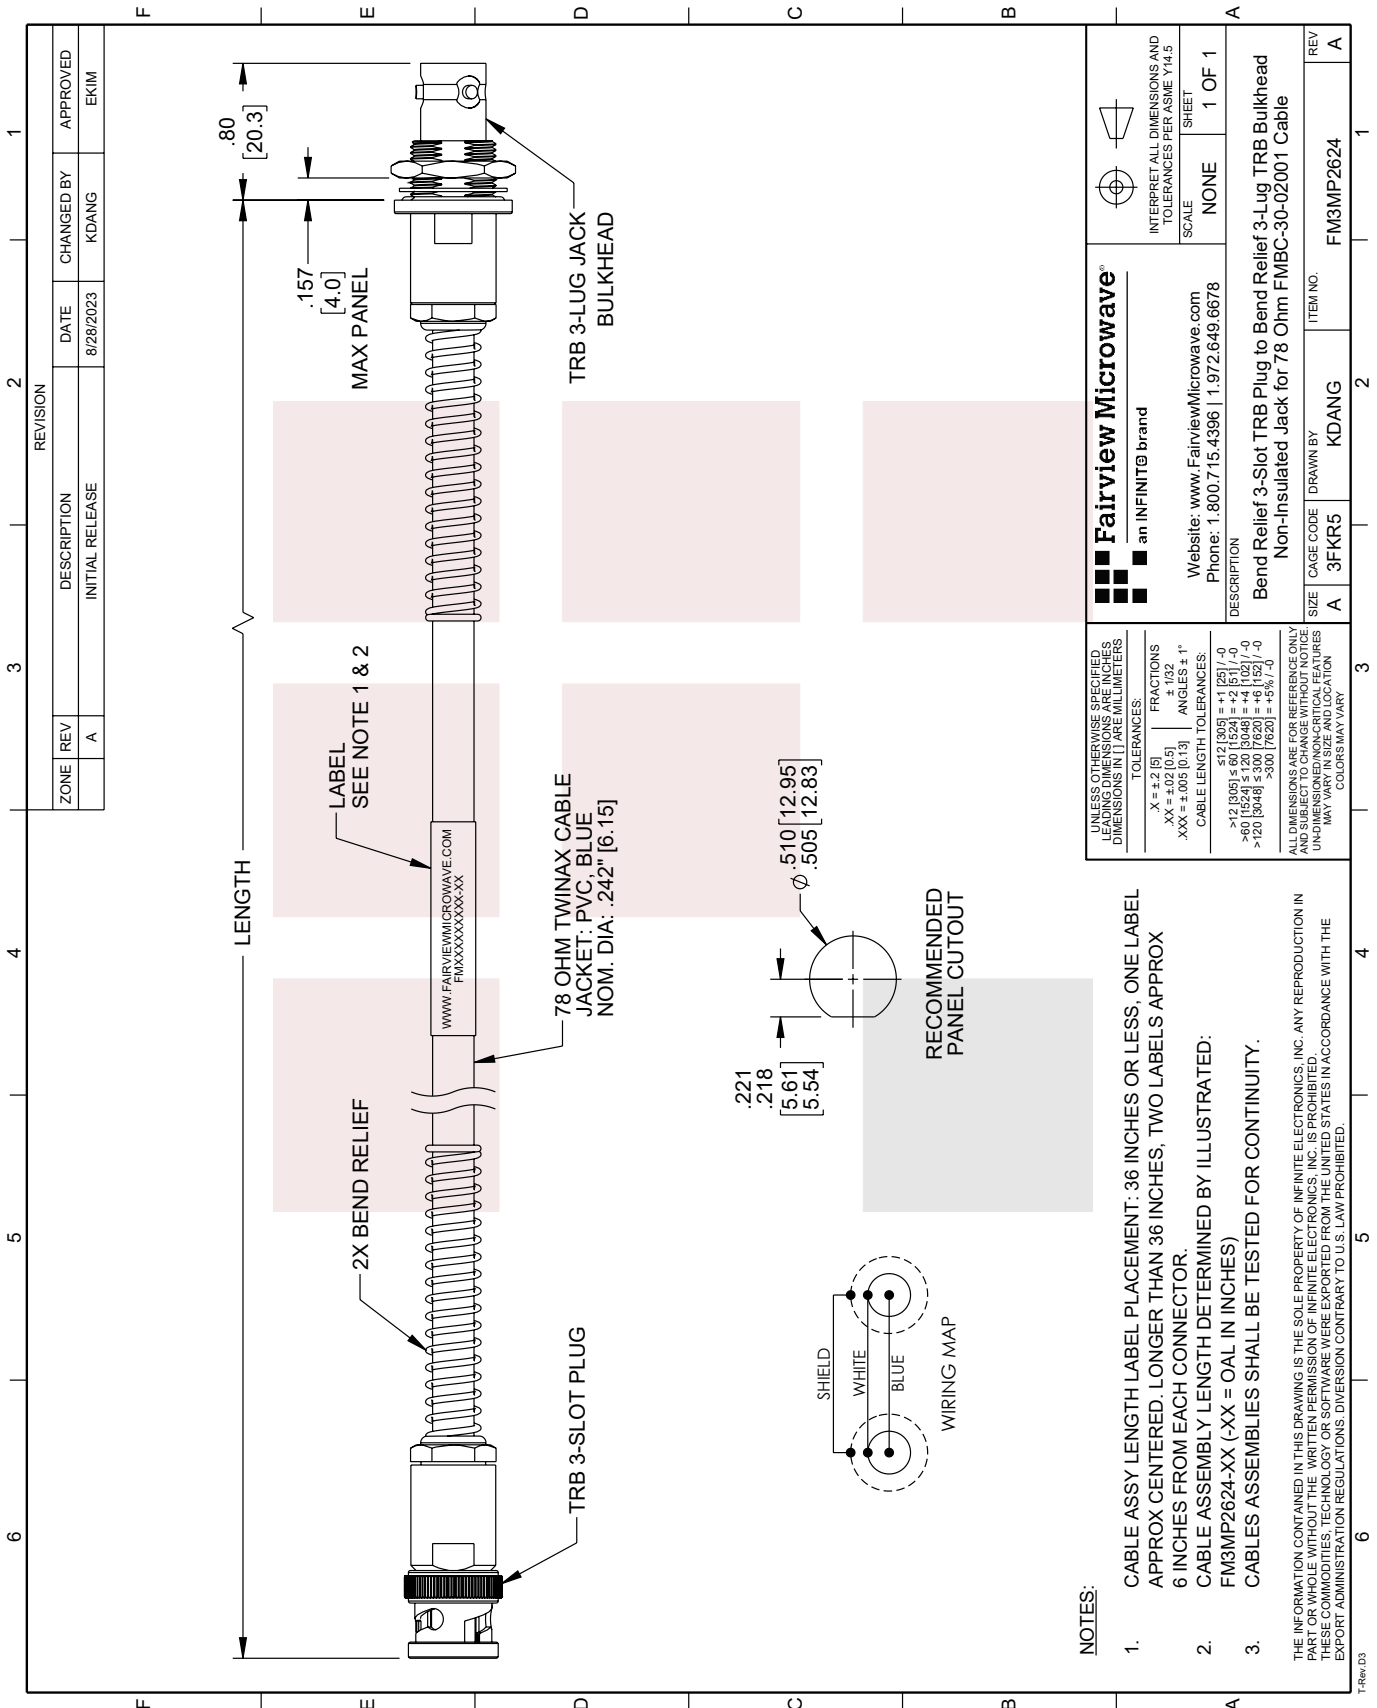 REVISION
ZONE REV DESCRIPTION DATE CHANGED BY APPROVED
A INITIAL RELEASE 8/28/2023 KDANG EKIM
6 5 4 3 2 1
F
E
D
C
B
A
LENGTH
.80
[20.3]
.157
[4.0]
MAX PANEL
2X BEND RELIEF
LABEL
SEE NOTE 1 & 2
WWW.FAIRVIEWMICROWAVE.COM
FMXXXXXXXXX-XX
TRB 3-SLOT PLUG
78 OHM TWINAX CABLE
JACKET: PVC, BLUE
NOM. DIA: .242" [6.15]
TRB 3-LUG JACK
BULKHEAD
SHIELD
WHITE
BLUE
WIRING MAP
.221
.218
[5.61]
[5.54]
Ø .510 [12.95]
.505 [12.83]
RECOMMENDED
PANEL CUTOUT
NOTES:
1. CABLE ASSY LENGTH LABEL PLACEMENT: 36 INCHES OR LESS, ONE LABEL
APPROX CENTERED. LONGER THAN 36 INCHES, TWO LABELS APPROX
6 INCHES FROM EACH CONNECTOR.
2. CABLE ASSEMBLY LENGTH DETERMINED BY ILLUSTRATED:
FM3MP2624-XX (-XX = OAL IN INCHES)
3. CABLES ASSEMBLIES SHALL BE TESTED FOR CONTINUITY.
THE INFORMATION CONTAINED IN THIS DRAWING IS THE SOLE PROPERTY OF INFINITE ELECTRONICS, INC. ANY REPRODUCTION IN
PART OR WHOLE WITHOUT THE WRITTEN PERMISSION OF INFINITE ELECTRONICS, INC. IS PROHIBITED.
THESE COMMODITIES, TECHNOLOGY OR SOFTWARE WERE EXPORTED FROM THE UNITED STATES IN ACCORDANCE WITH THE
EXPORT ADMINISTRATION REGULATIONS. DIVERSION CONTRARY TO U.S. LAW PROHIBITED.
UNLESS OTHERWISE SPECIFIED
LEADING DIMENSIONS ARE INCHES
DIMENSIONS IN [ ] ARE MILLIMETERS
TOLERANCES:
.X = ±.2 [5]
.XX = ±.02 [0.5]
.XXX = ±.005 [0.13]
FRACTIONS
± 1/32
ANGLES ± 1°
CABLE LENGTH TOLERANCES:
≤12 [305] = +1 [25] / -0
>12 [305] ≤ 60 [1524] = +2 [51] / -0
>60 [1524] ≤ 120 [3048] = +4 [102] / -0
>120 [3048] ≤ 300 [7620] = +6 [152] / -0
>300 [7620] = +5% / -0
ALL DIMENSIONS ARE FOR REFERENCE ONLY
AND SUBJECT TO CHANGE WITHOUT NOTICE.
UN-DIMENSIONED/NON-CRITICAL FEATURES
MAY VARY IN SIZE AND LOCATION
COLORS MAY VARY
Fairview Microwave®
an INFINITE brand
Website: www.FairviewMicrowave.com
Phone: 1.800.715.4396 | 1.972.649.6678
INTERPRET ALL DIMENSIONS AND
TOLERANCES PER ASME Y14.5
SCALE NONE
SHEET 1 OF 1
DESCRIPTION
Bend Relief 3-Slot TRB Plug to Bend Relief 3-Lug TRB Bulkhead
Non-Insulated Jack for 78 Ohm FMBC-30-02001 Cable
SIZE A
CAGE CODE 3FKR5
DRAWN BY KDANG
ITEM NO. FM3MP2624
REV A
6 5 4 3 2 1
F
E
D
C
B
A
T-Rev.D3